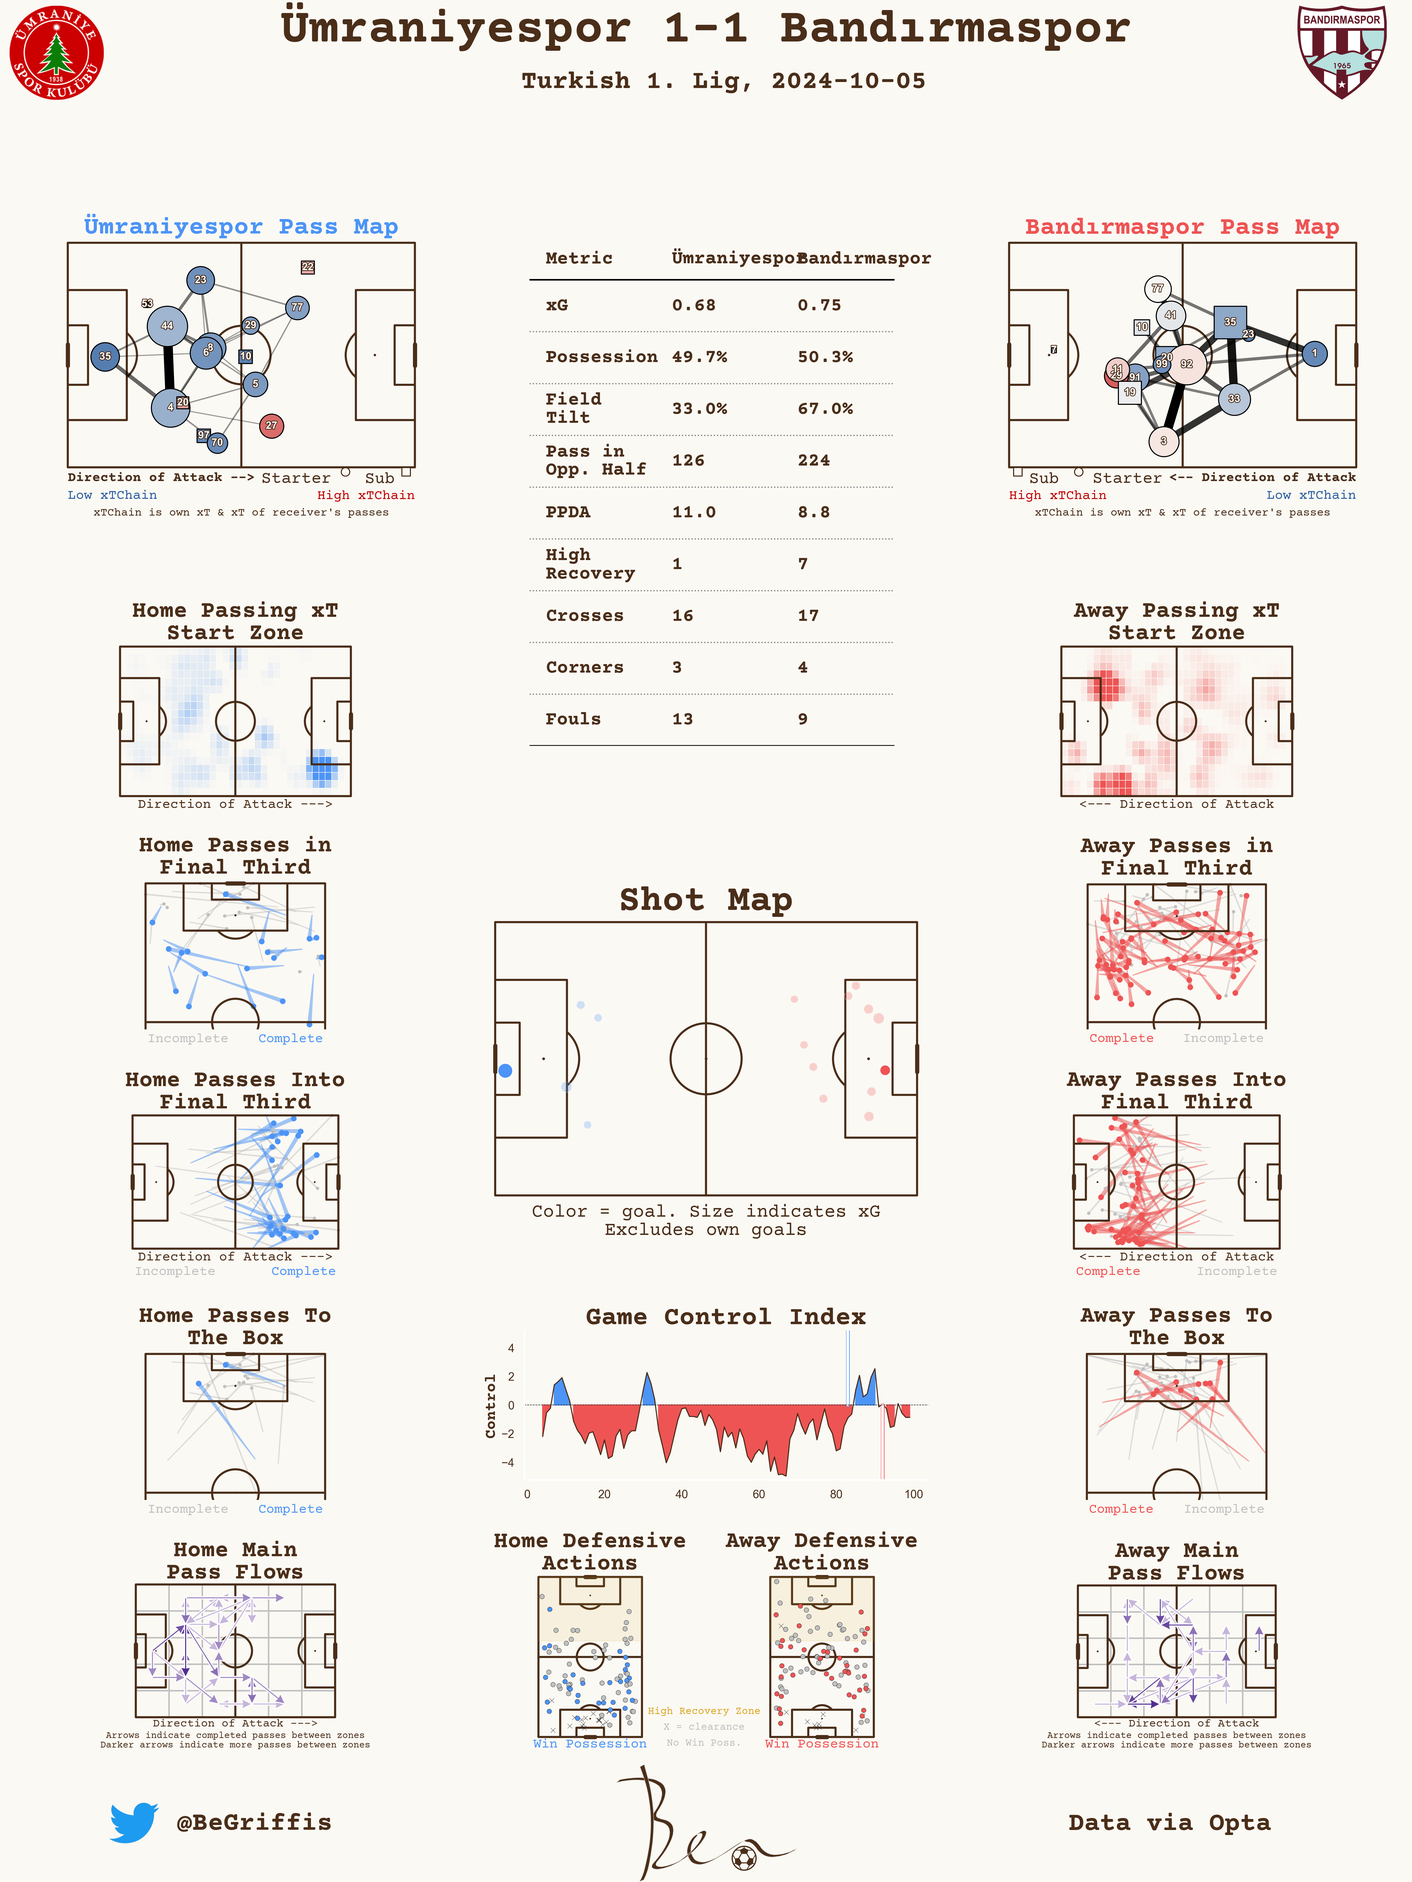 Ümraniyespor 1-1 Bandırmaspor
Turkish 1. Lig, 2024-10-05
ÜMRANİYE
SPOR KULÜBÜ
1938
BANDIRMASPOR
1965
Ümraniyespor Pass Map
23
22
53
77
44
29
8
6
35
10
5
20
4
27
97
70
Direction of Attack --> Starter Sub
Low xTChain High xTChain
xTChain is own xT & xT of receiver's passes
Metric Ümraniyespor Bandırmaspor
xG 0.68 0.75
Possession 49.7% 50.3%
Field
Tilt 33.0% 67.0%
Pass in
Opp. Half 126 224
PPDA 11.0 8.8
High
Recovery 1 7
Crosses 16 17
Corners 3 4
Fouls 13 9
Bandırmaspor Pass Map
77
41
35
10
23
7
20
1
99
92
11
91
19
33
3
Sub Starter <-- Direction of Attack
High xTChain Low xTChain
xTChain is own xT & xT of receiver's passes
Home Passing xT
Start Zone
Direction of Attack --->
Away Passing xT
Start Zone
<--- Direction of Attack
Home Passes in
Final Third
Incomplete Complete
Away Passes in
Final Third
Complete Incomplete
Shot Map
Color = goal. Size indicates xG
Excludes own goals
Home Passes Into
Final Third
Direction of Attack --->
Incomplete Complete
Away Passes Into
Final Third
<--- Direction of Attack
Complete Incomplete
Home Passes To
The Box
Incomplete Complete
Game Control Index
Control
4
2
0
−2
−4
0 20 40 60 80 100
Away Passes To
The Box
Complete Incomplete
Home Main
Pass Flows
Direction of Attack --->
Arrows indicate completed passes between zones
Darker arrows indicate more passes between zones
Home Defensive
Actions
Win Possession
Away Defensive
Actions
Win Possession
High Recovery Zone
X = clearance
No Win Poss.
Away Main
Pass Flows
<--- Direction of Attack
Arrows indicate completed passes between zones
Darker arrows indicate more passes between zones
@BeGriffis
Ben
Data via Opta